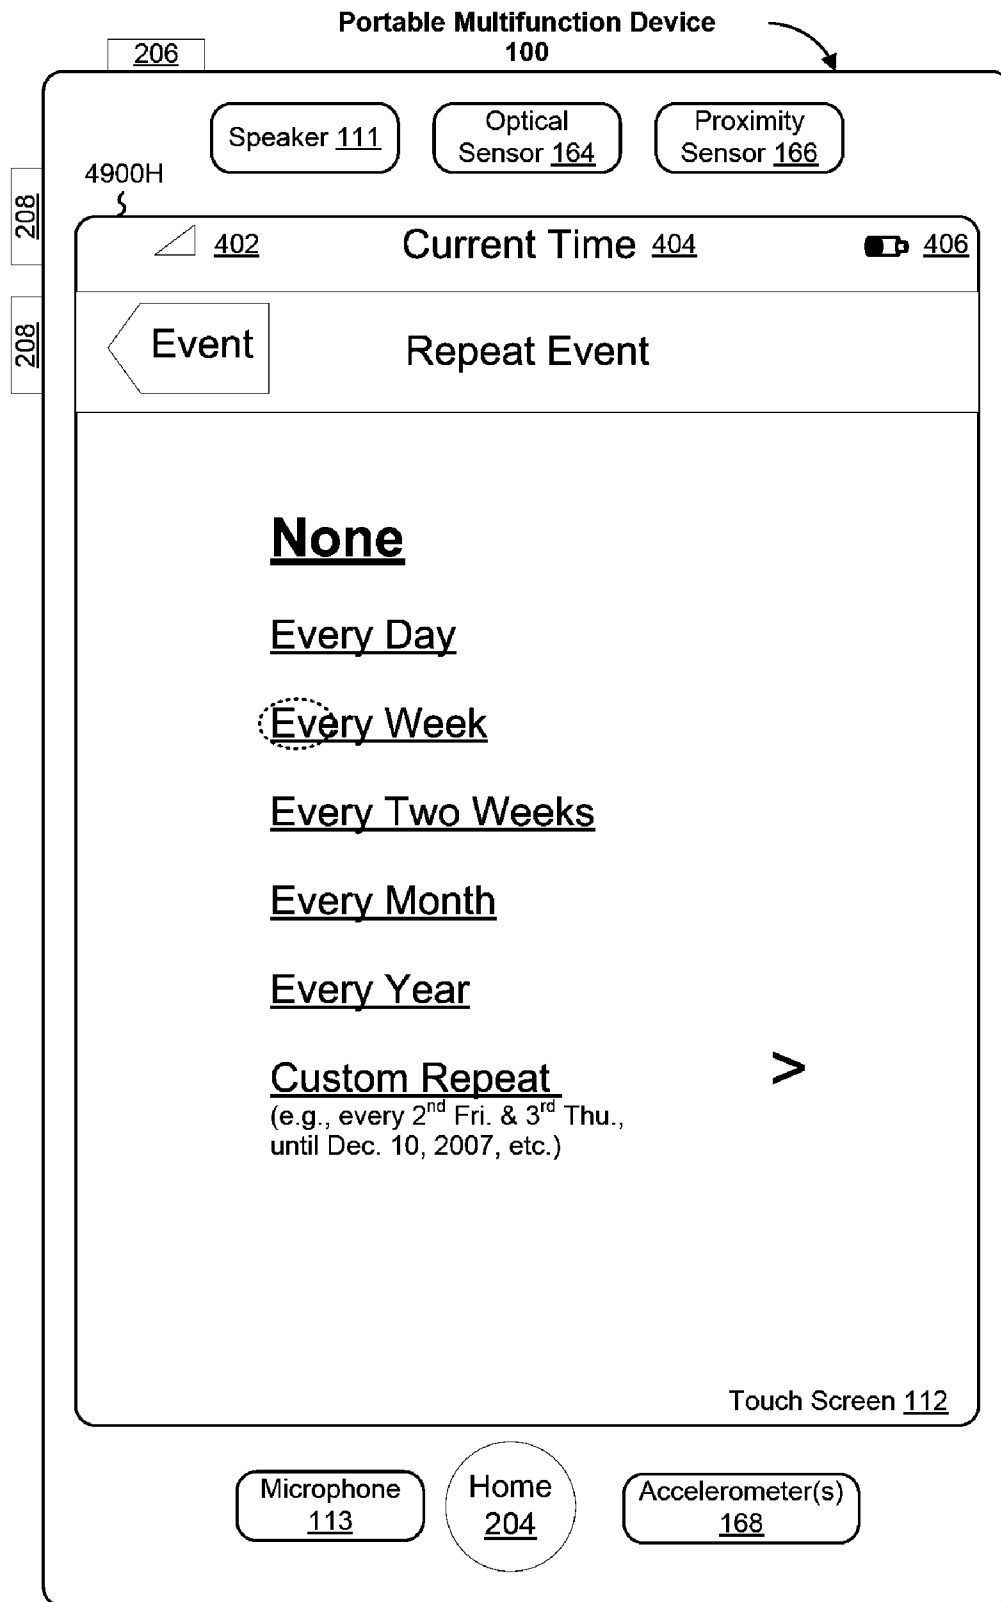 Portable Multifunction Device
100
206
Speaker 111
Optical
Sensor 164
Proximity
Sensor 166
4900H
208
402
Current Time 404
406
208
Event
Repeat Event
None
Every Day
Every Week
Every Two Weeks
Every Month
Every Year
Custom Repeat
>
(e.g., every 2nd Fri. & 3rd Thu.,
until Dec. 10, 2007, etc.)
Touch Screen 112
Microphone
113
Home
204
Accelerometer(s)
168